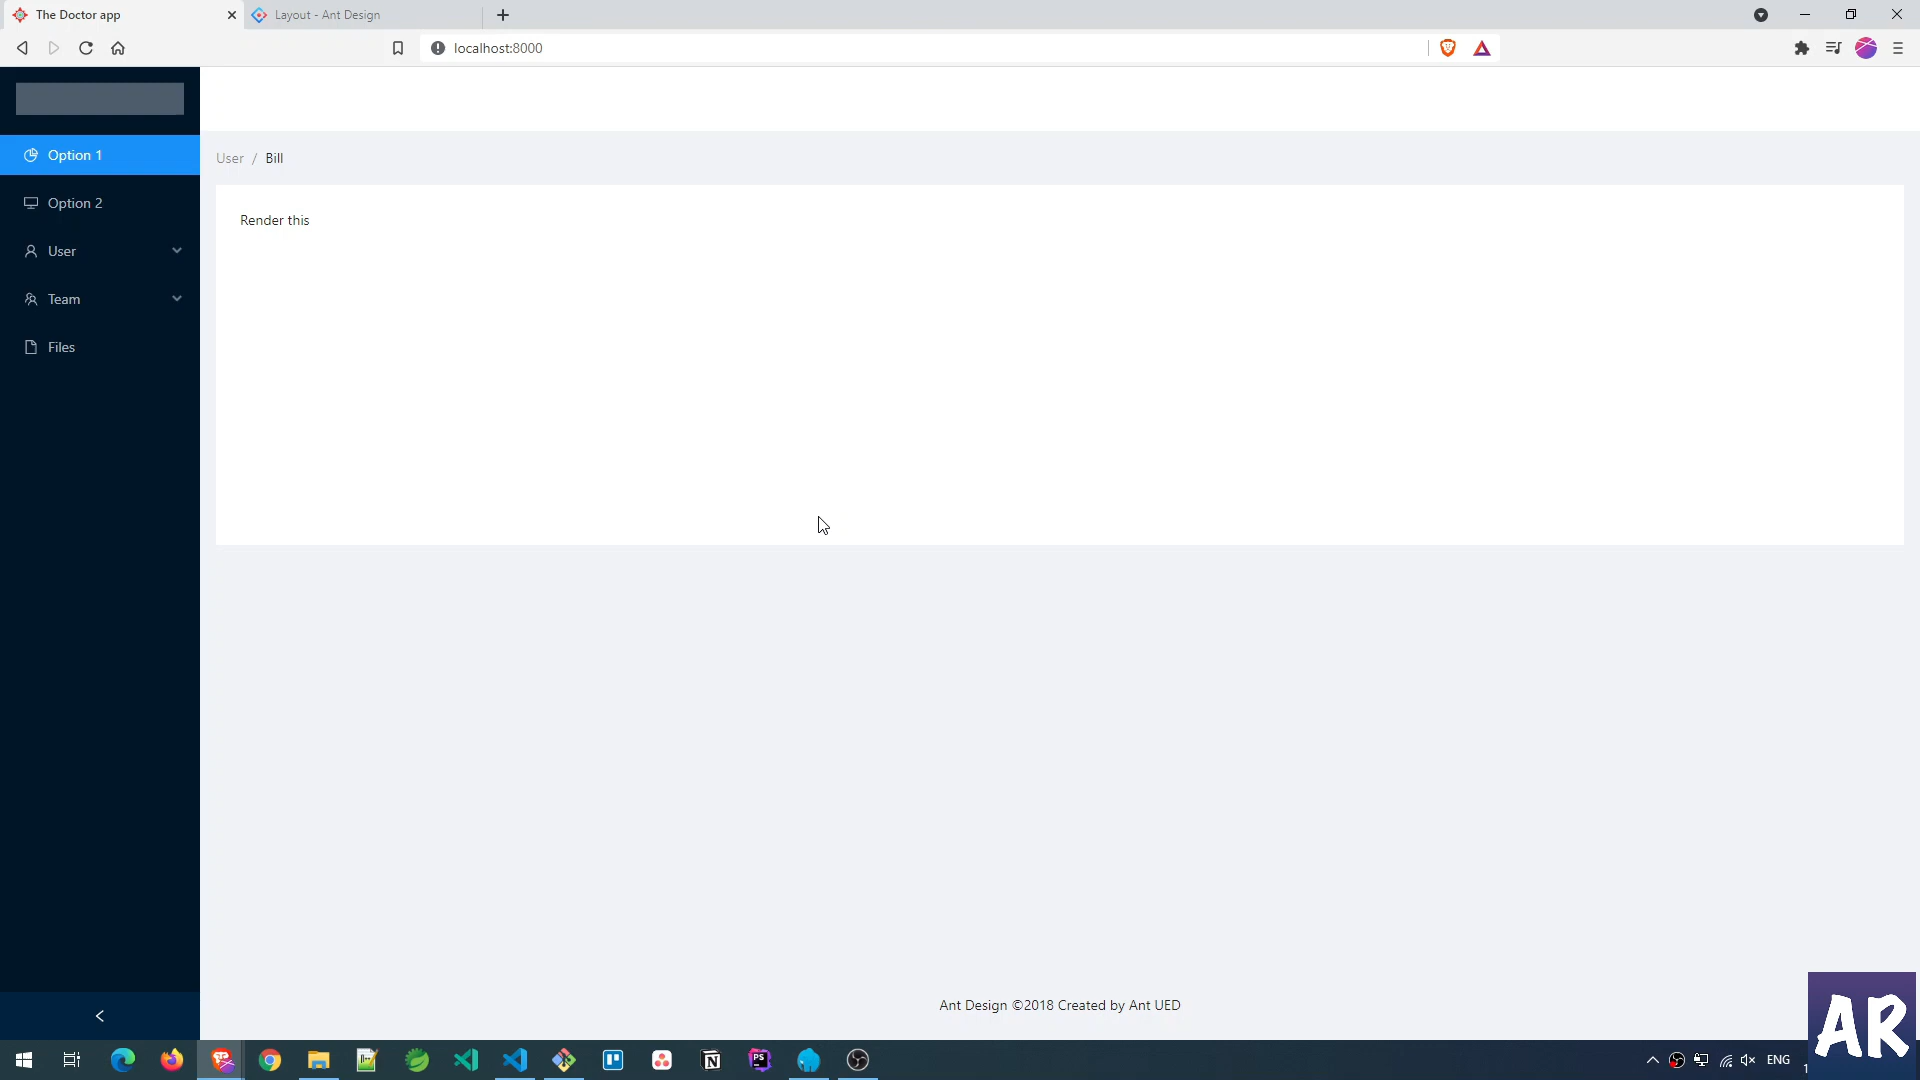 The Doctor app
Layout - Ant Design
localhost:8000
Option 1
Option 2
User
Team
Files
User / Bill
Render this
Ant Design ©2018 Created by Ant UED
ENG
AR